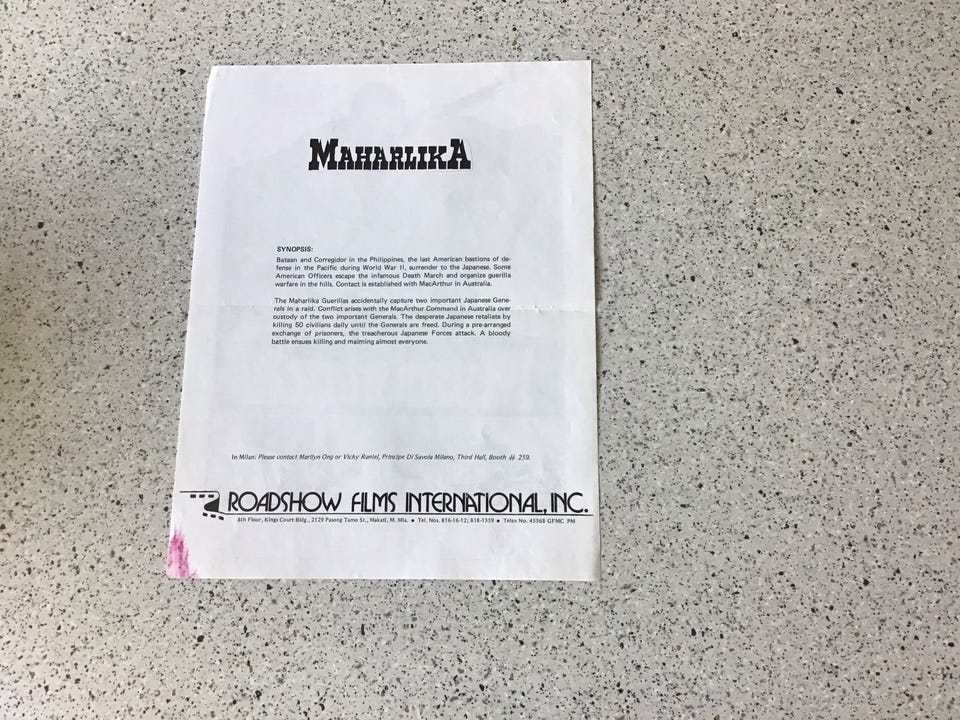 MAHARLIKA
SYNOPSIS:
Bataan and Corregidor in the Philippines, the last American bastions of de-
fense in the Pacific during World War II, surrender to the Japanese. Some
American Officers escape the infamous Death March and organize guerilla
warfare in the hills. Contact is established with MacArthur in Australia.
The Maharlika Guerillas accidentally capture two important Japanese Gene-
rals in a raid. Conflict arises with the MacArthur Command in Australia over
custody of the two important Generals. The desperate Japanese retaliate by
killing 50 civilians daily until the Generals are freed. During a pre-arranged
exchange of prisoners, the treacherous Japanese Forces attack. A bloody
battle ensues killing and maiming almost everyone.
In Milan: Please contact Marilyn Ong or Vicky Raniel, Principe Di Savoia Milano, Third Hall, Booth # 259.
ROADSHOW FILMS INTERNATIONAL, INC.
8th Floor, Kings Court Bldg., 2129 Pasong Tamo St., Makati, M. Mla. • Tel. Nos. 816-16-12; 818-1359 • Telex No. 45568 GFMC PM